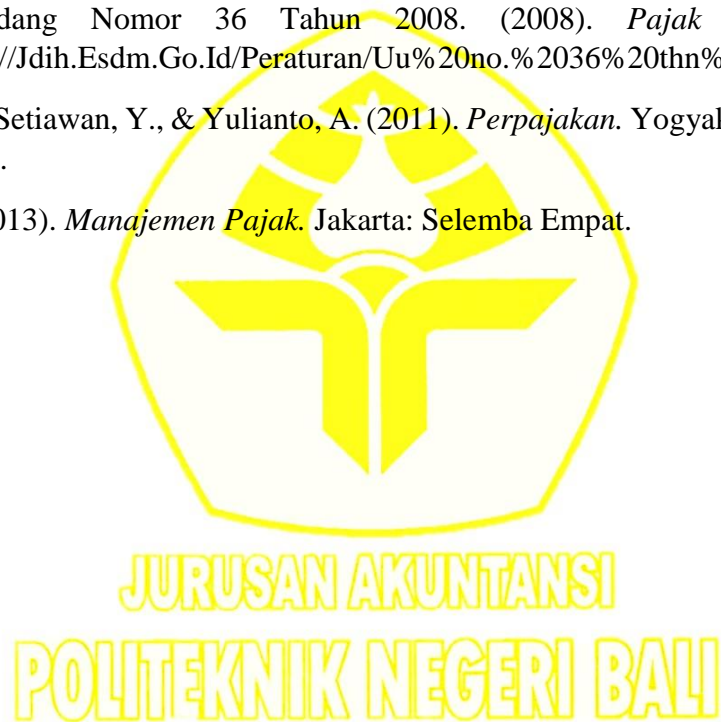 dang Nomor 36 Tahun 2008. (2008). Pajak
//Jdih.Esdm.Go.Id/Peraturan/Uu%20no.%2036%20thn%
Setiawan, Y., & Yulianto, A. (2011). Perpajakan. Yogyak
.
013). Manajemen Pajak. Jakarta: Selemba Empat.
JURUSAN AKUNTANSI
POLITEKNIK NEGERI BALI